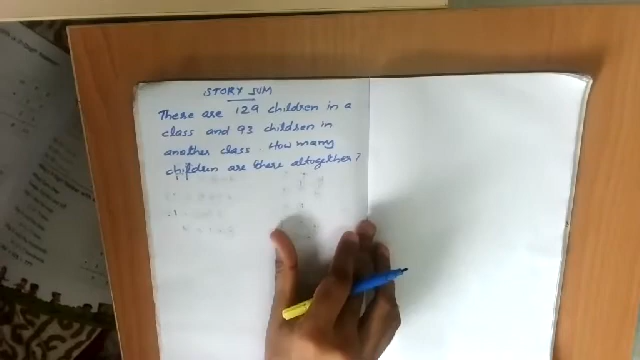 STORY SUM
There are 129 children in a
class and 93 children in
another class. How many
children are there altogether?